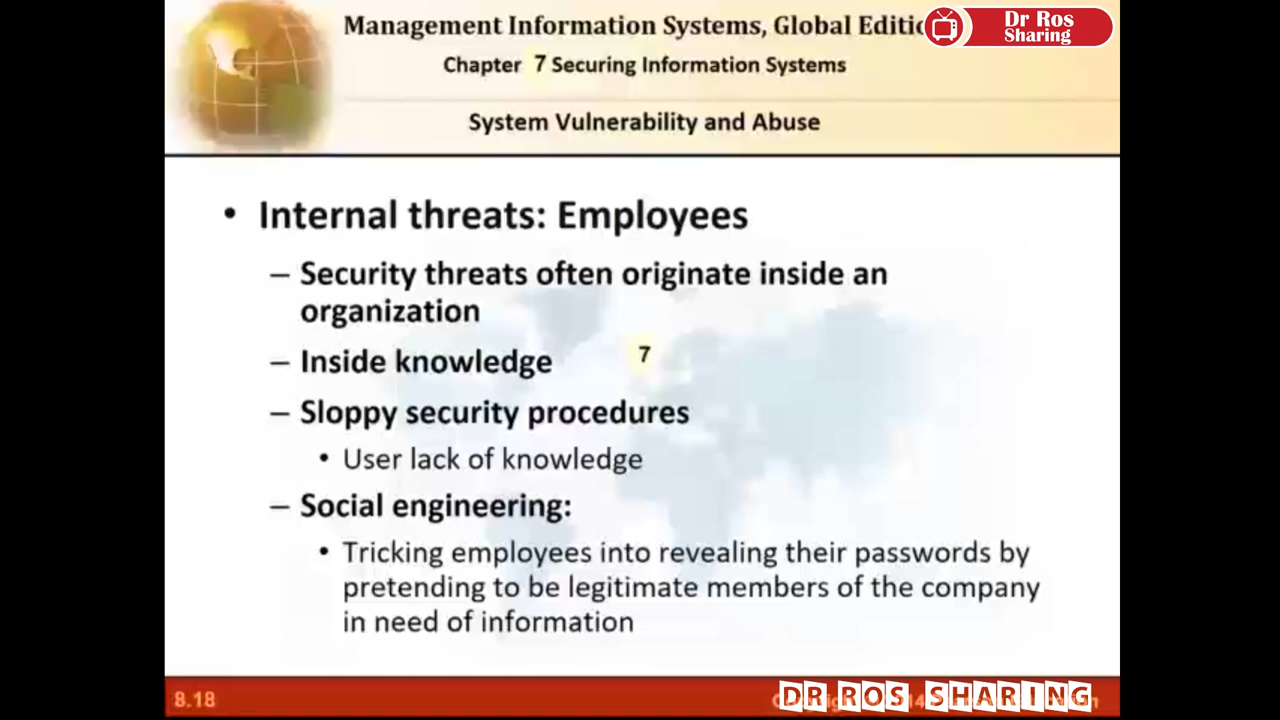 Management Information Systems, Global Editio
Dr Ros
Sharing
Chapter 7 Securing Information Systems
System Vulnerability and Abuse
• Internal threats: Employees
– Security threats often originate inside an
organization
– Inside knowledge
7
– Sloppy security procedures
• User lack of knowledge
– Social engineering:
• Tricking employees into revealing their passwords by
pretending to be legitimate members of the company
in need of information
8.18
DR ROS SHARING